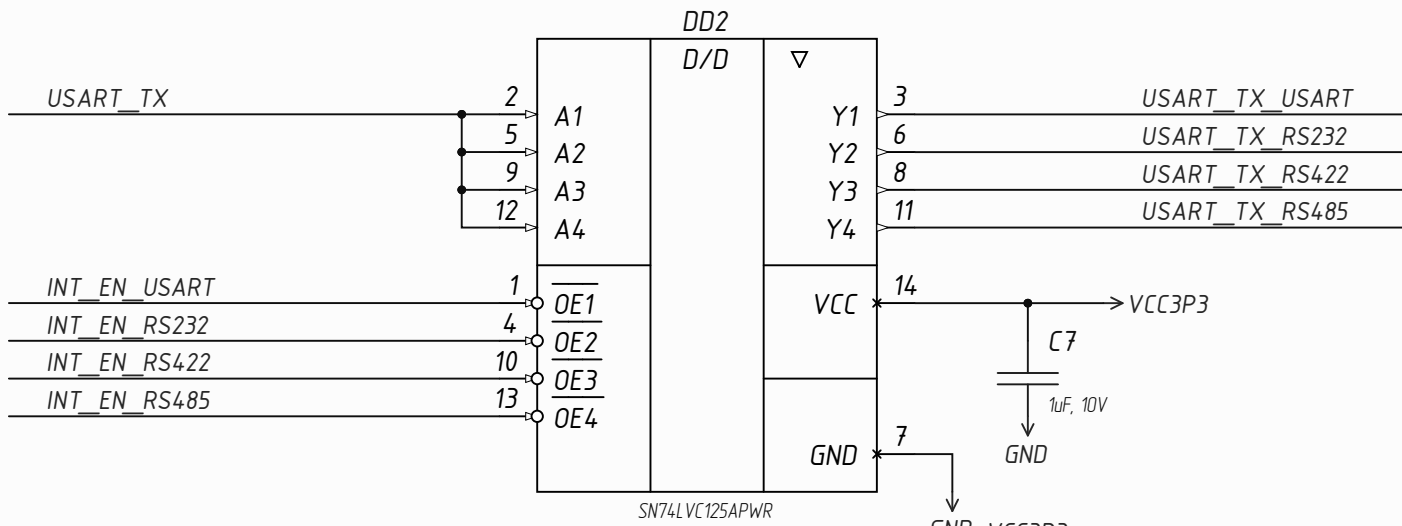 DD2
D/D ▽
USART_TX 2 A1 Y1 3 USART_TX_USART
5 A2 Y2 6 USART_TX_RS232
9 A3 Y3 8 USART_TX_RS422
12 A4 Y4 11 USART_TX_RS485
INT_EN_USART 1 OE1 VCC 14 VCC3P3
INT_EN_RS232 4 OE2 C7
INT_EN_RS422 10 OE3
INT_EN_RS485 13 OE4 1uF, 10V
GND 7 GND
SN74LVC125APWR
GND VCC3P3